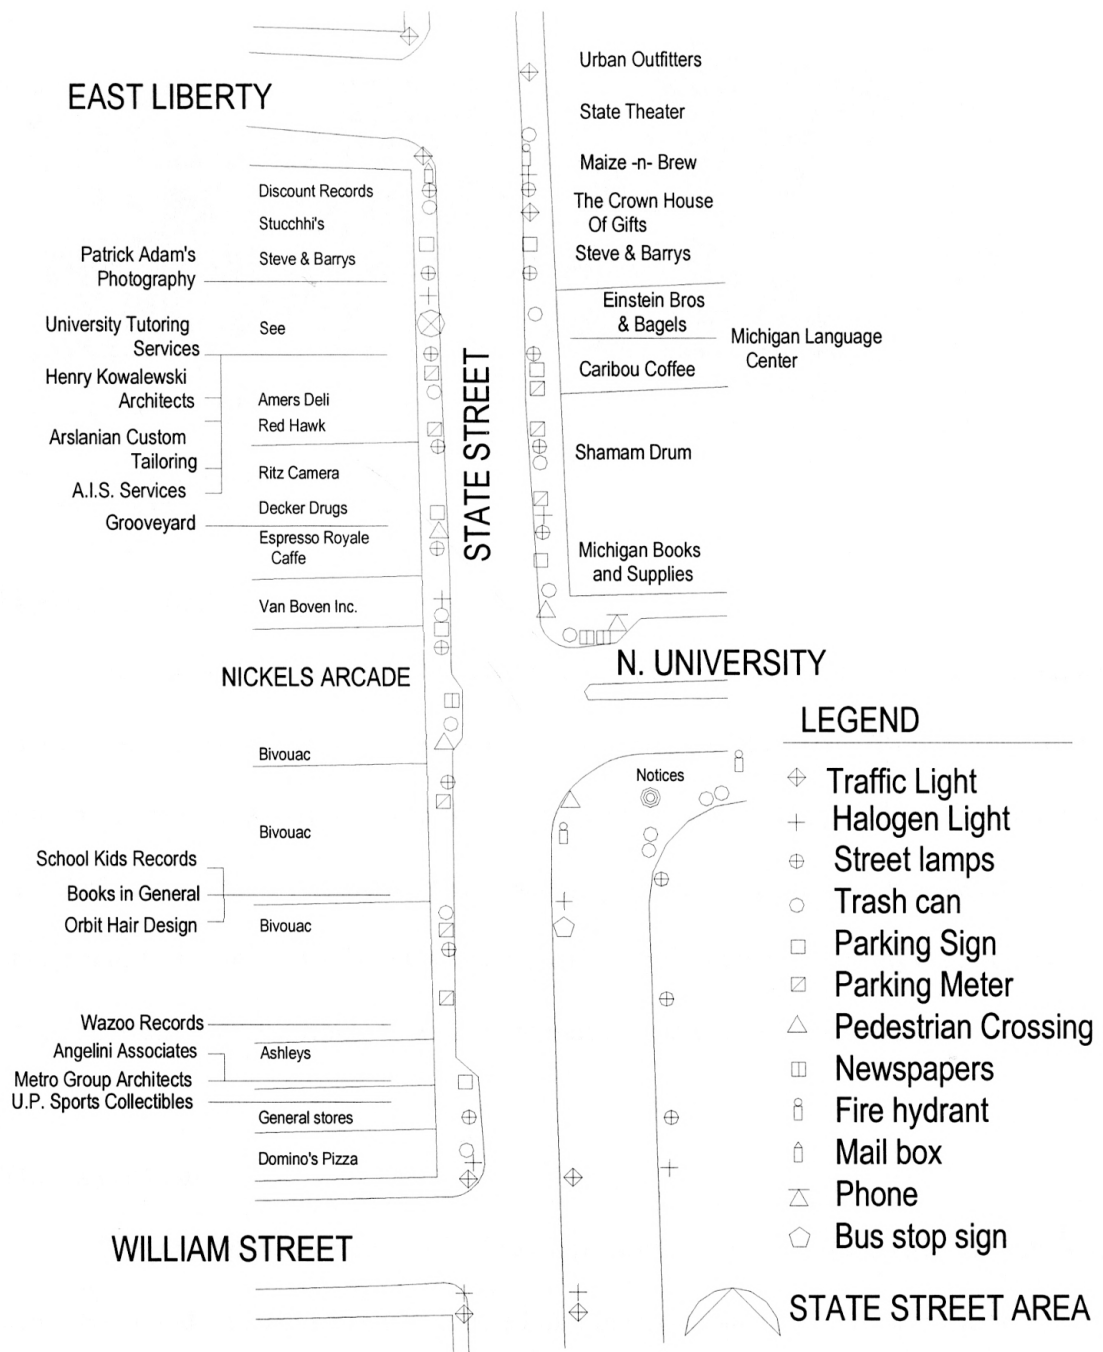 EAST LIBERTY
Urban Outfitters
State Theater
Maize -n- Brew
The Crown House
Of Gifts
Steve & Barrys
Einstein Bros
& Bagels
Michigan Language
Center
Caribou Coffee
Shamam Drum
Michigan Books
and Supplies
Discount Records
Stucchhi's
Steve & Barrys
Patrick Adam's
Photography
See
University Tutoring
Services
Henry Kowalewski
Architects
Arslanian Custom
Tailoring
A.I.S. Services
Grooveyard
Amers Deli
Red Hawk
Ritz Camera
Decker Drugs
Espresso Royale
Caffe
Van Boven Inc.
STATE STREET
NICKELS ARCADE
N. UNIVERSITY
Bivouac
Notices
Bivouac
School Kids Records
Books in General
Orbit Hair Design
Bivouac
Wazoo Records
Angelini Associates
Metro Group Architects
U.P. Sports Collectibles
Ashleys
General stores
Domino's Pizza
WILLIAM STREET
LEGEND
Traffic Light
Halogen Light
Street lamps
Trash can
Parking Sign
Parking Meter
Pedestrian Crossing
Newspapers
Fire hydrant
Mail box
Phone
Bus stop sign
STATE STREET AREA